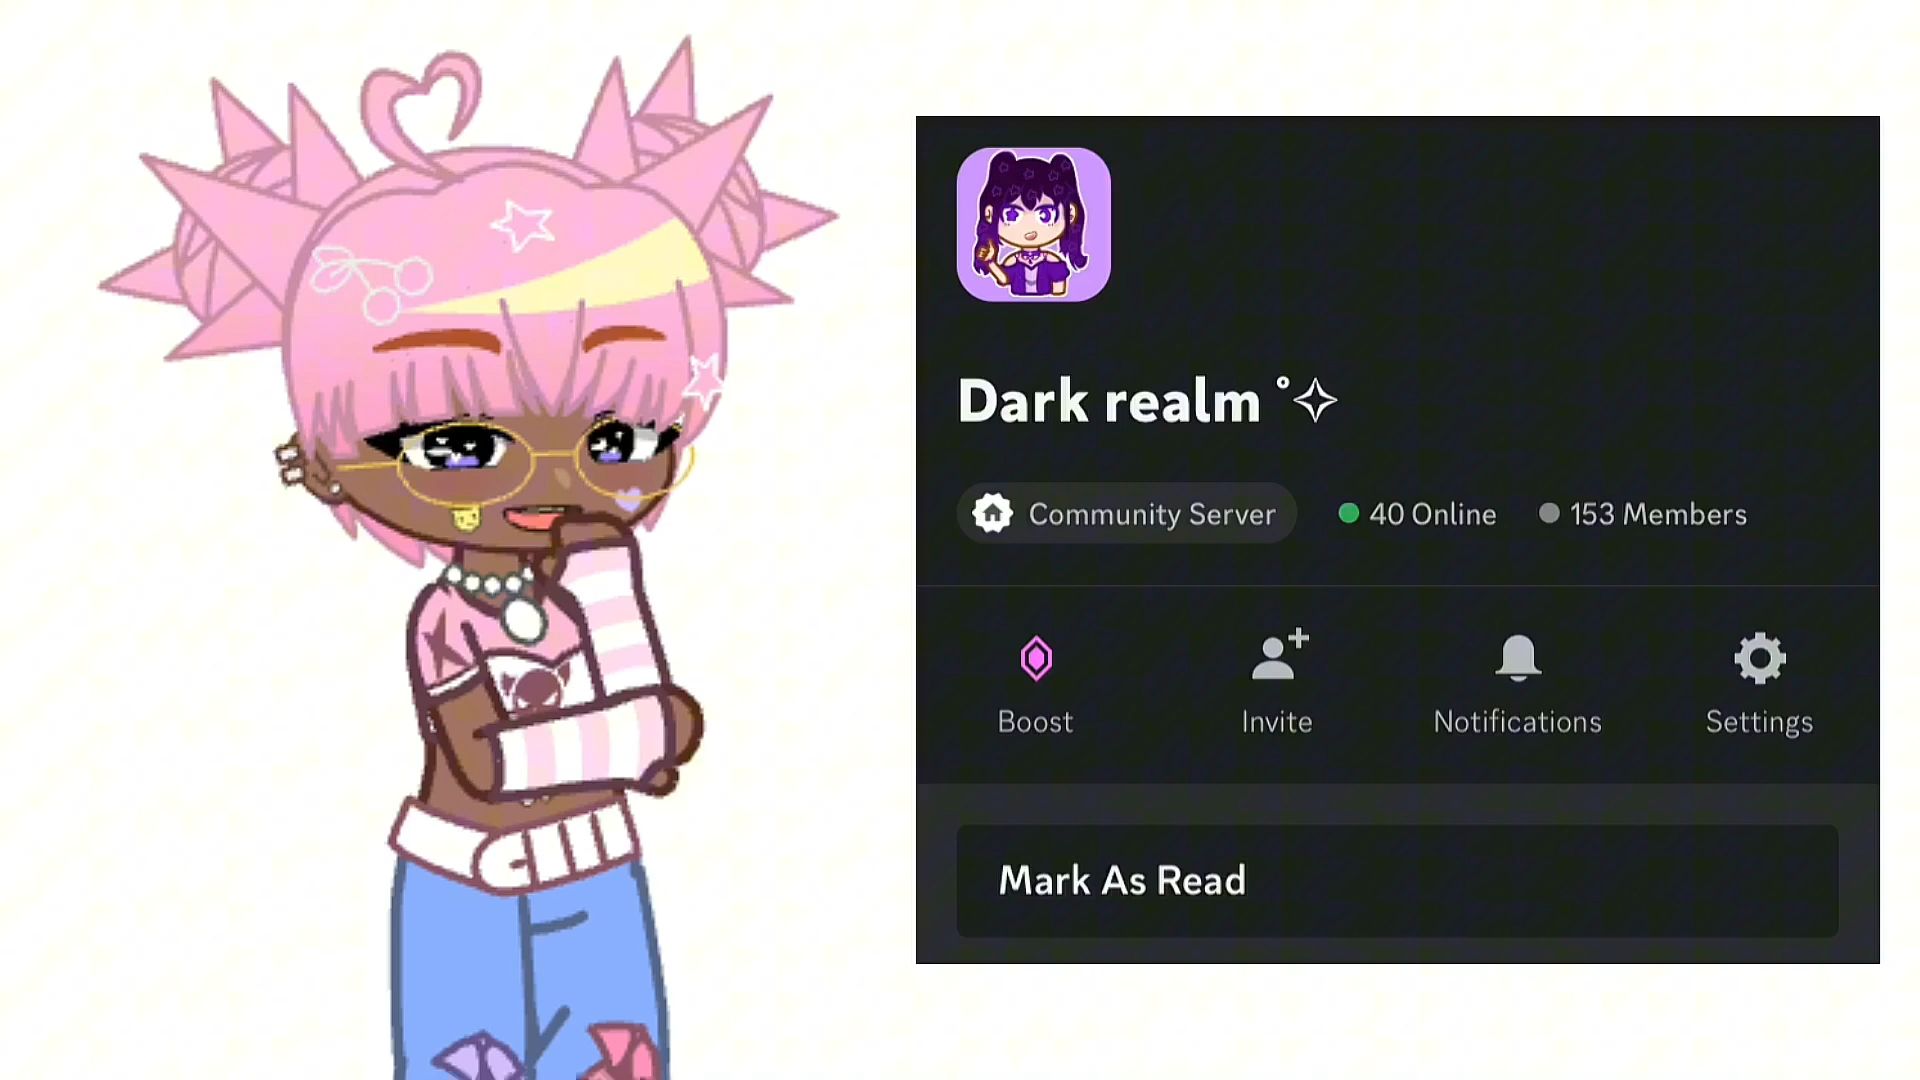 Dark realm ˚✧
Community Server
40 Online
153 Members
Boost
Invite
Notifications
Settings
Mark As Read